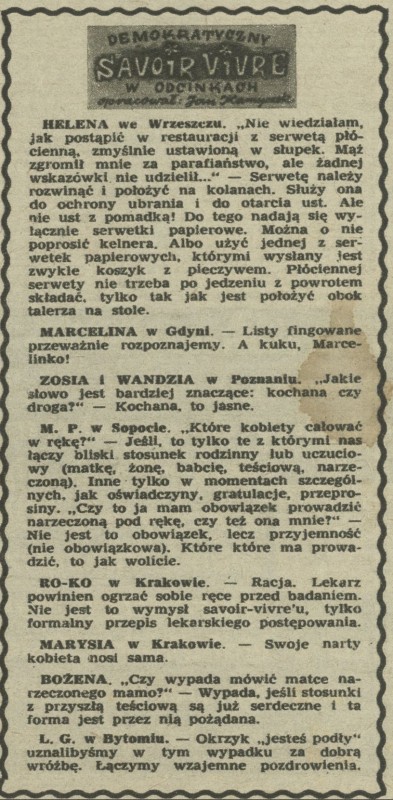 DEMOKRATYCZNY
SAVOIR VIVRE
W ODCINKACH
opracował: Jan Kamyczek
HELENA we Wrzeszczu. „Nie wiedziałam,
jak postąpić w restauracji z serwetą płó-
cienną, zmyślnie ustawioną w słupek. Mąż
zgromił mnie za parafiaństwo, ale żadnej
wskazówki nie udzielił...“ — Serwetę należy
rozwinąć i położyć na kolanach. Służy ona
do ochrony ubrania i do otarcia ust. Ale
nie ust z pomadką! Do tego nadają się wy-
łącznie serwetki papierowe. Można o nie
poprosić kelnera. Albo użyć jednej z ser-
wetek papierowych, którymi wysłany jest
zwykle koszyk z pieczywem. Płóciennej
serwety nie trzeba po jedzeniu z powrotem
składać, tylko tak jak jest położyć obok
talerza na stole.
MARCELINA w Gdyni. — Listy fingowane
przeważnie rozpoznajemy. A kuku, Marce-
linko!
ZOSIA i WANDZIA w Poznaniu. „Jakie
słowo jest bardziej znaczące: kochana czy
droga?“ — Kochana, to jasne.
M. P. w Sopocie. „Które kobiety całować
w rękę?“ — Jeśli, to tylko te z którymi nas
łączy bliski stosunek rodzinny lub uczucio-
wy (matkę, żonę, babcię, teściową, narze-
czoną). Inne tylko w momentach szczegól-
nych, jak oświadczyny, gratulacje, przepro-
siny. „Czy to ja mam obowiązek prowadzić
narzeczoną pod rękę, czy też ona mnie?“ —
Nie jest to obowiązek, lecz przyjemność
(nie obowiązkowa). Które które ma prowa-
dzić, to jak wolicie.
RO-KO w Krakowie. — Racja. Lekarz
powinien ogrzać sobie ręce przed badaniem.
Nie jest to wymysł savoir-vivre'u, tylko
formalny przepis lekarskiego postępowania.
MARYSIA w Krakowie. — Swoje narty
kobieta nosi sama.
BOŻENA. „Czy wypada mówić matce na-
rzeczonego mamo?“ — Wypada, jeśli stosunki
z przyszłą teściową są już serdeczne i ta
forma jest przez nią pożądana.
L. G. w Bytomiu. — Okrzyk „jesteś podły“
uznalibyśmy w tym wypadku za dobrą
wróżbę. Łączymy wzajemne pozdrowienia.